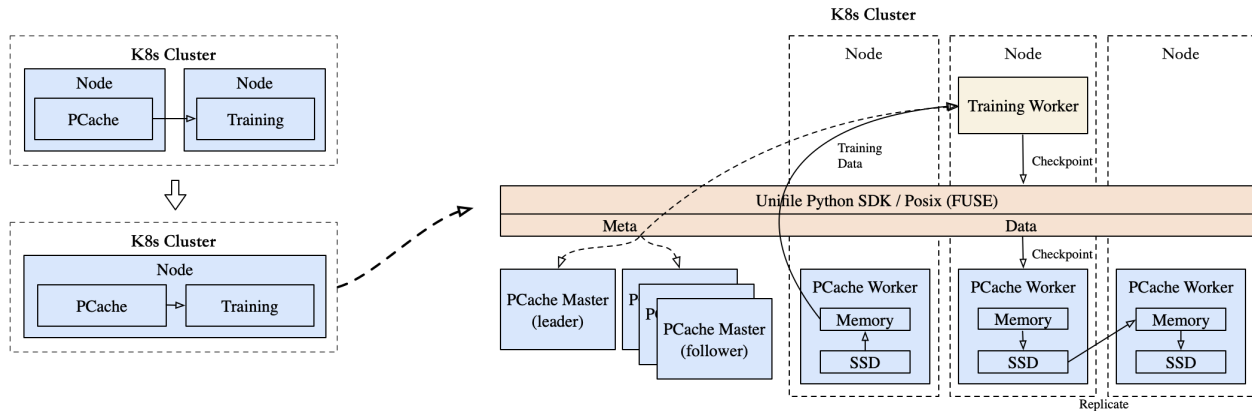 K8s Cluster
Node
Node
PCache
Training
K8s Cluster
Node
PCache
Training
K8s Cluster
Node
Node
Node
Training Worker
Training
Data
Checkpoint
Unifile Python SDK / Posix (FUSE)
Meta
Data
Checkpoint
PCache Master
(leader)
P
PC
PCache Master
(follower)
PCache Worker
Memory
SSD
PCache Worker
Memory
SSD
PCache Worker
Memory
SSD
Replicate